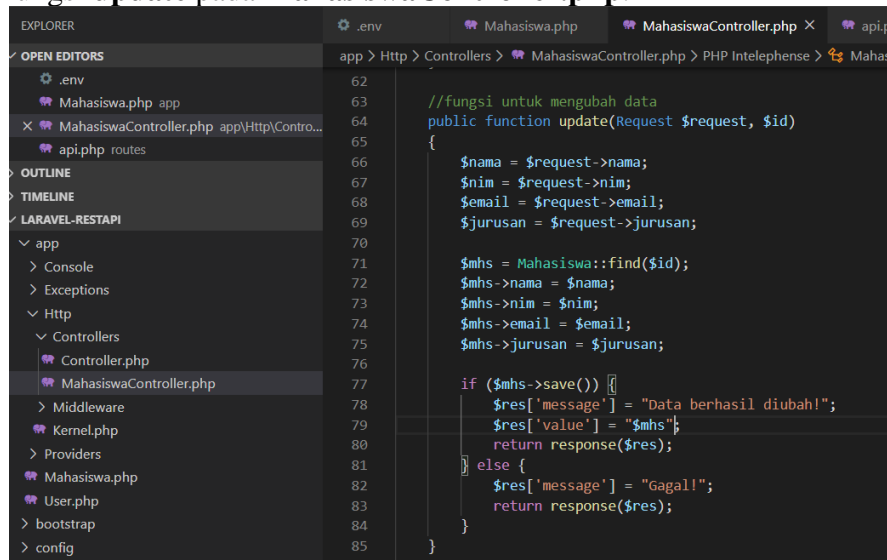 update pada
EXPLORER
OPEN EDITORS
.env
Mahasiswa.php app
MahasiswaController.php app\Http\Contro...
api.php routes
OUTLINE
TIMELINE
LARAVEL-RESTAPI
app
Console
Exceptions
Http
Controllers
Controller.php
MahasiswaController.php
Middleware
Kernel.php
Providers
Mahasiswa.php
User.php
bootstrap
config
.env Mahasiswa.php MahasiswaController.php api.p
app > Http > Controllers > MahasiswaController.php > PHP Intelephense > Mahas
62
63 //fungsi untuk mengubah data
64 public function update(Request $request, $id)
65 {
66 $nama = $request->nama;
67 $nim = $request->nim;
68 $email = $request->email;
69 $jurusan = $request->jurusan;
70
71 $mhs = Mahasiswa::find($id);
72 $mhs->nama = $nama;
73 $mhs->nim = $nim;
74 $mhs->email = $email;
75 $mhs->jurusan = $jurusan;
76
77 if ($mhs->save()) {
78 $res['message'] = "Data berhasil diubah!";
79 $res['value'] = "$mhs";
80 return response($res);
81 } else {
82 $res['message'] = "Gagal!";
83 return response($res);
84 }
85 }